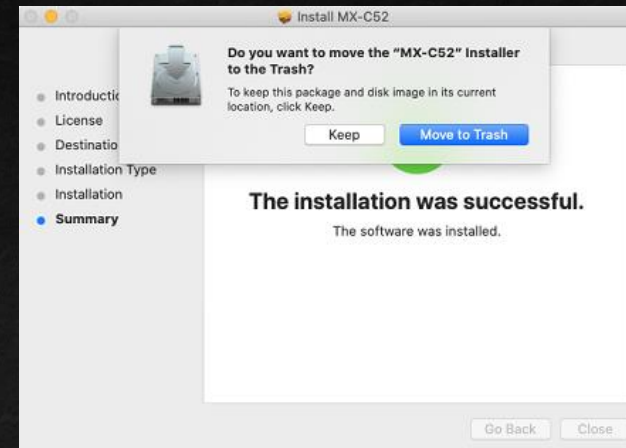 Install MX-C52
Do you want to move the “MX-C52” Installer
to the Trash?
To keep this package and disk image in its current
location, click Keep.
Keep
Move to Trash
Introductio
License
Destinatio
Installation Type
Installation
Summary
The installation was successful.
The software was installed.
Go Back
Close